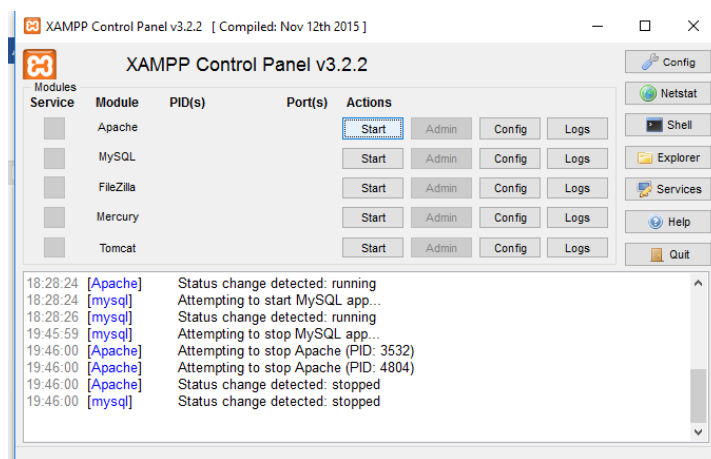 XAMPP Control Panel v3.2.2 [ Compiled: Nov 12th 2015 ]
XAMPP Control Panel v3.2.2
Config
Netstat
Shell
Explorer
Services
Help
Quit
Modules
Service Module PID(s) Port(s) Actions
Apache Start Admin Config Logs
MySQL Start Admin Config Logs
FileZilla Start Admin Config Logs
Mercury Start Admin Config Logs
Tomcat Start Admin Config Logs
18:28:24 [Apache] Status change detected: running
18:28:24 [mysql] Attempting to start MySQL app...
18:28:26 [mysql] Status change detected: running
19:45:59 [mysql] Attempting to stop MySQL app...
19:46:00 [Apache] Attempting to stop Apache (PID: 3532)
19:46:00 [Apache] Attempting to stop Apache (PID: 4804)
19:46:00 [Apache] Status change detected: stopped
19:46:00 [mysql] Status change detected: stopped